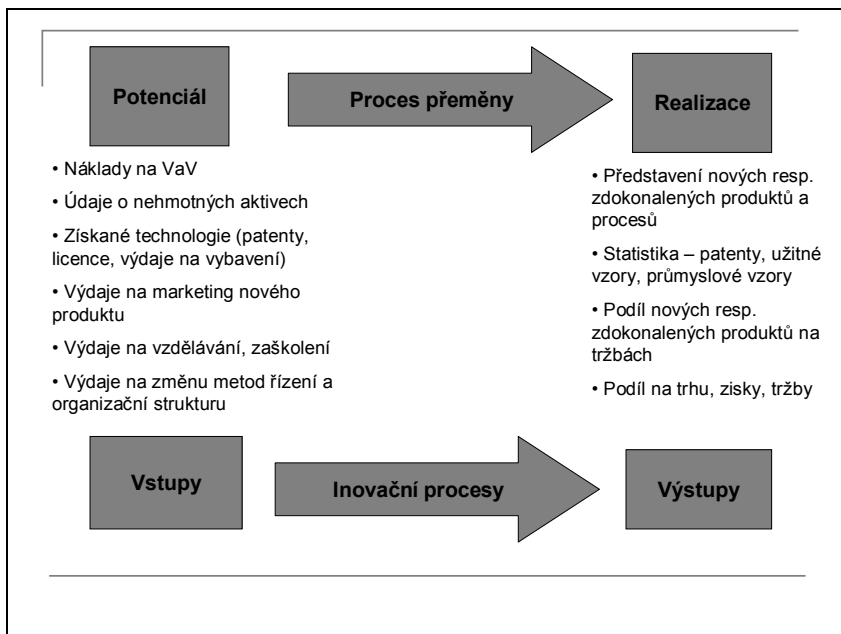 Potenciál
Proces přeměny
Realizace
• Náklady na VaV
• Údaje o nehmotných aktivech
• Získané technologie (patenty,
licence, výdaje na vybavení)
• Výdaje na marketing nového
produktu
• Výdaje na vzdělávání, zaškolení
• Výdaje na změnu metod řízení a
organizační strukturu
• Představení nových resp.
zdokonalených produktů a
procesů
• Statistika – patenty, užitné
vzory, průmyslové vzory
• Podíl nových resp.
zdokonalených produktů na
tržbách
• Podíl na trhu, zisky, tržby
Vstupy
Inovační procesy
Výstupy